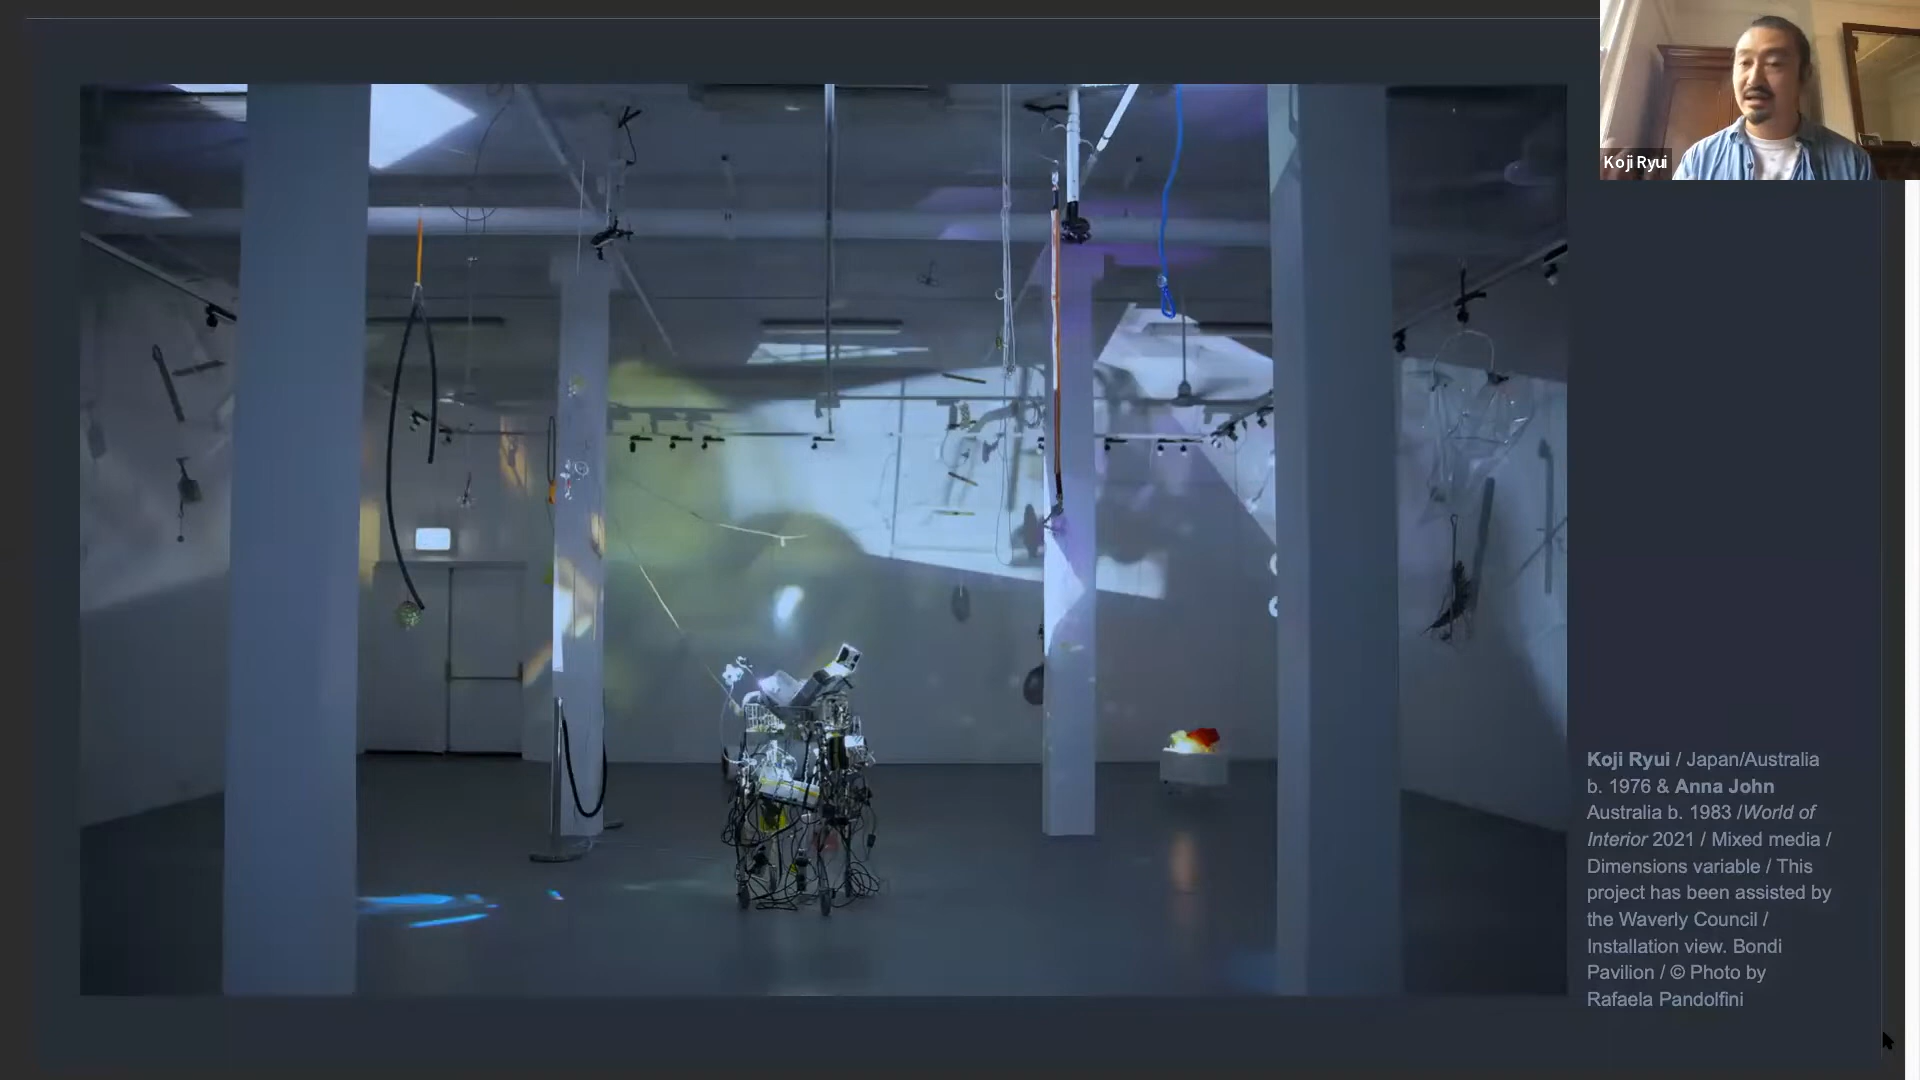 Koji Ryui
Koji Ryui / Japan/Australia
b. 1976 & Anna John
Australia b. 1983 /World of
Interior 2021 / Mixed media /
Dimensions variable / This
project has been assisted by
the Waverly Council /
Installation view. Bondi
Pavilion / © Photo by
Rafaela Pandolfini